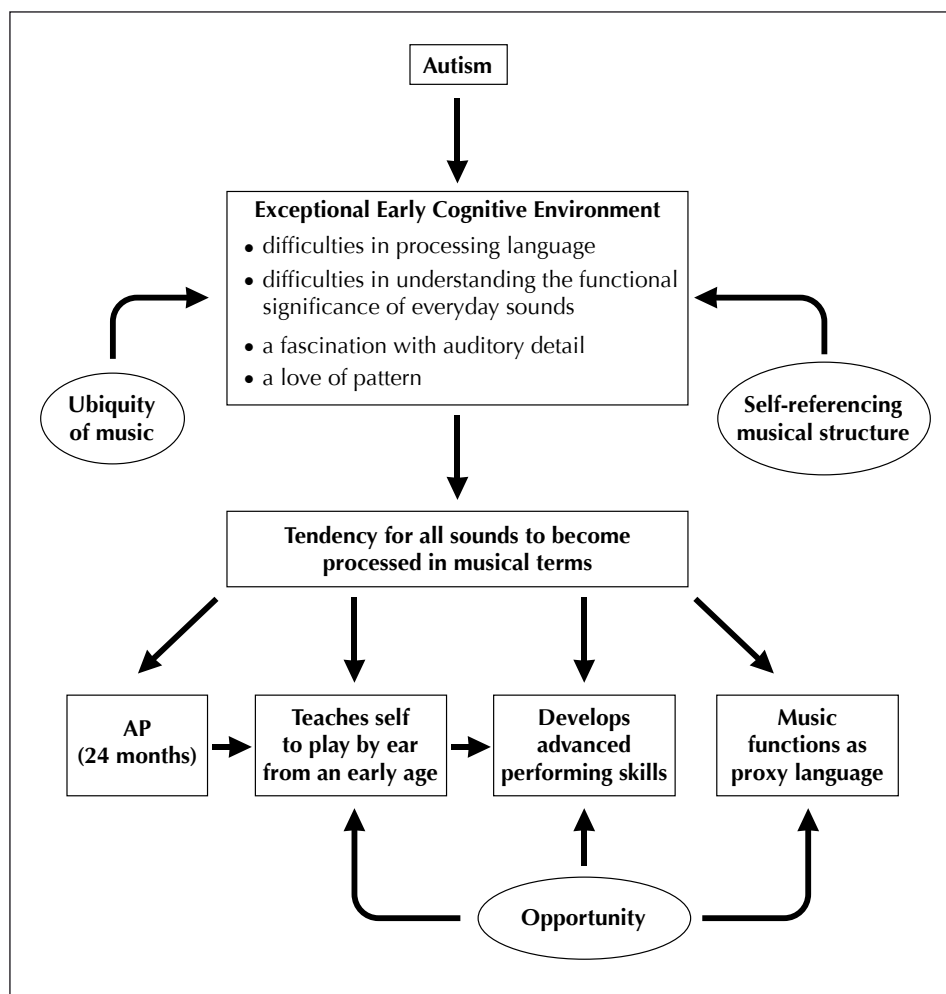 Autism
Exceptional Early Cognitive Environment
• difficulties in processing language
• difficulties in understanding the functional
significance of everyday sounds
• a fascination with auditory detail
• a love of pattern
Ubiquity
of music
Self-referencing
musical structure
Tendency for all sounds to become
processed in musical terms
AP
(24 months)
Teaches self
to play by ear
from an early age
Develops
advanced
performing skills
Music
functions as
proxy language
Opportunity